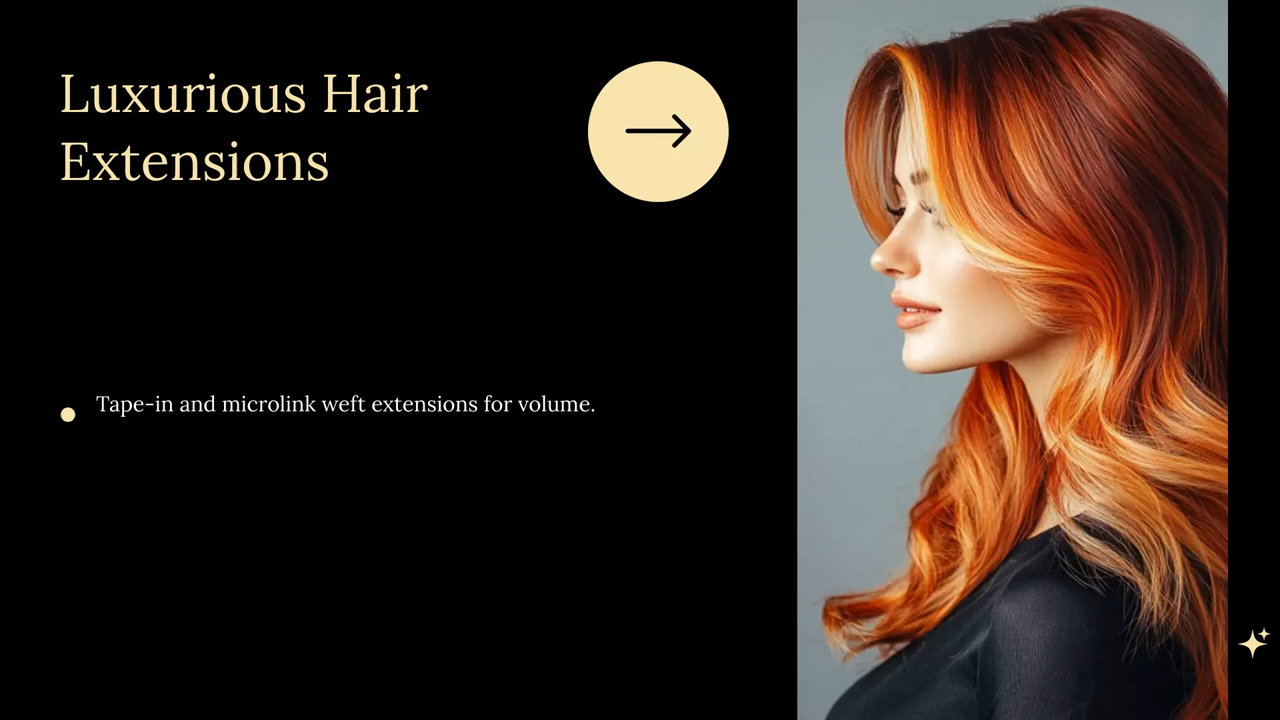 Luxurious Hair
Extensions
Tape-in and microlink weft extensions for volume.